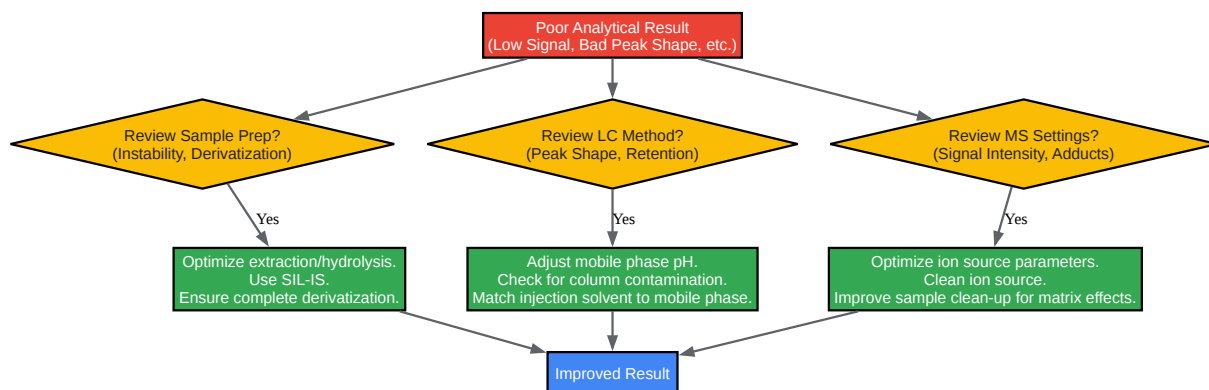 Poor Analytical Result
(Low Signal, Bad Peak Shape, etc.)
Review Sample Prep?
(Instability, Derivatization)
Review LC Method?
(Peak Shape, Retention)
Review MS Settings?
(Signal Intensity, Adducts)
Yes
Yes
Yes
Optimize extraction/hydrolysis.
Use SIL-IS.
Ensure complete derivatization.
Adjust mobile phase pH.
Check for column contamination.
Match injection solvent to mobile phase.
Optimize ion source parameters.
Clean ion source.
Improve sample clean-up for matrix effects.
Improved Result